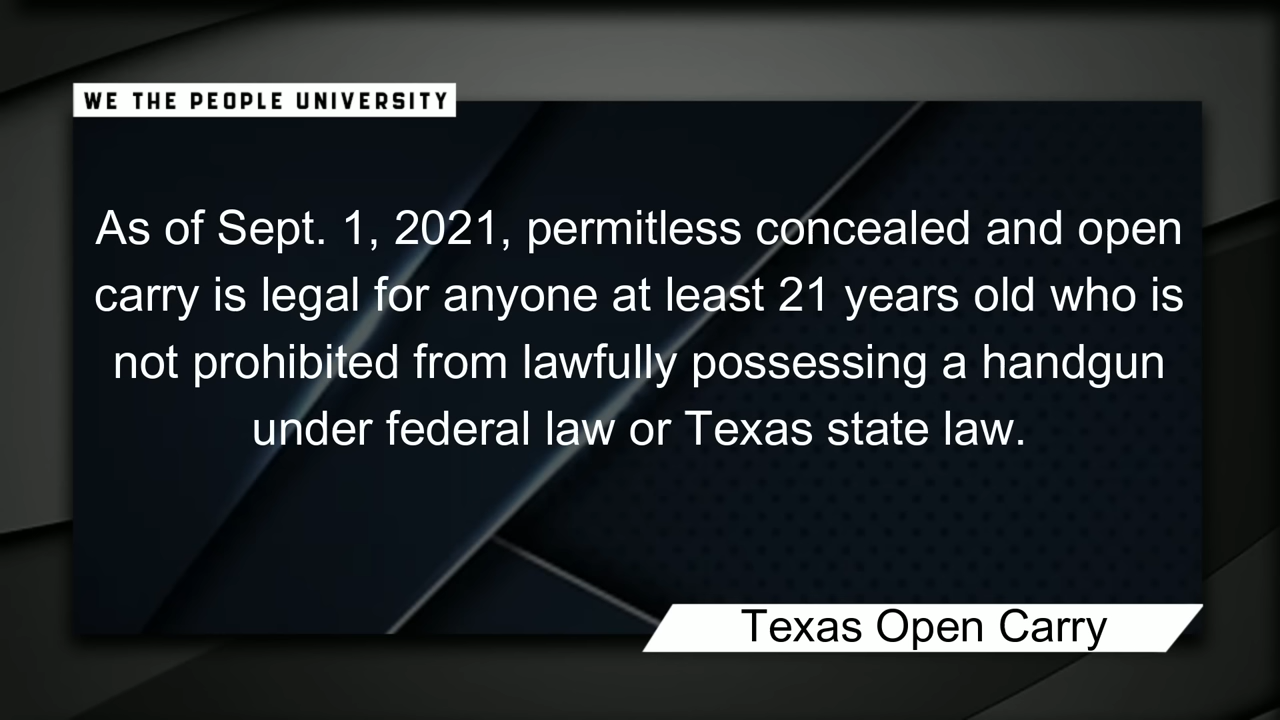 WE THE PEOPLE UNIVERSITY
As of Sept. 1, 2021, permitless concealed and open
carry is legal for anyone at least 21 years old who is
not prohibited from lawfully possessing a handgun
under federal law or Texas state law.
Texas Open Carry